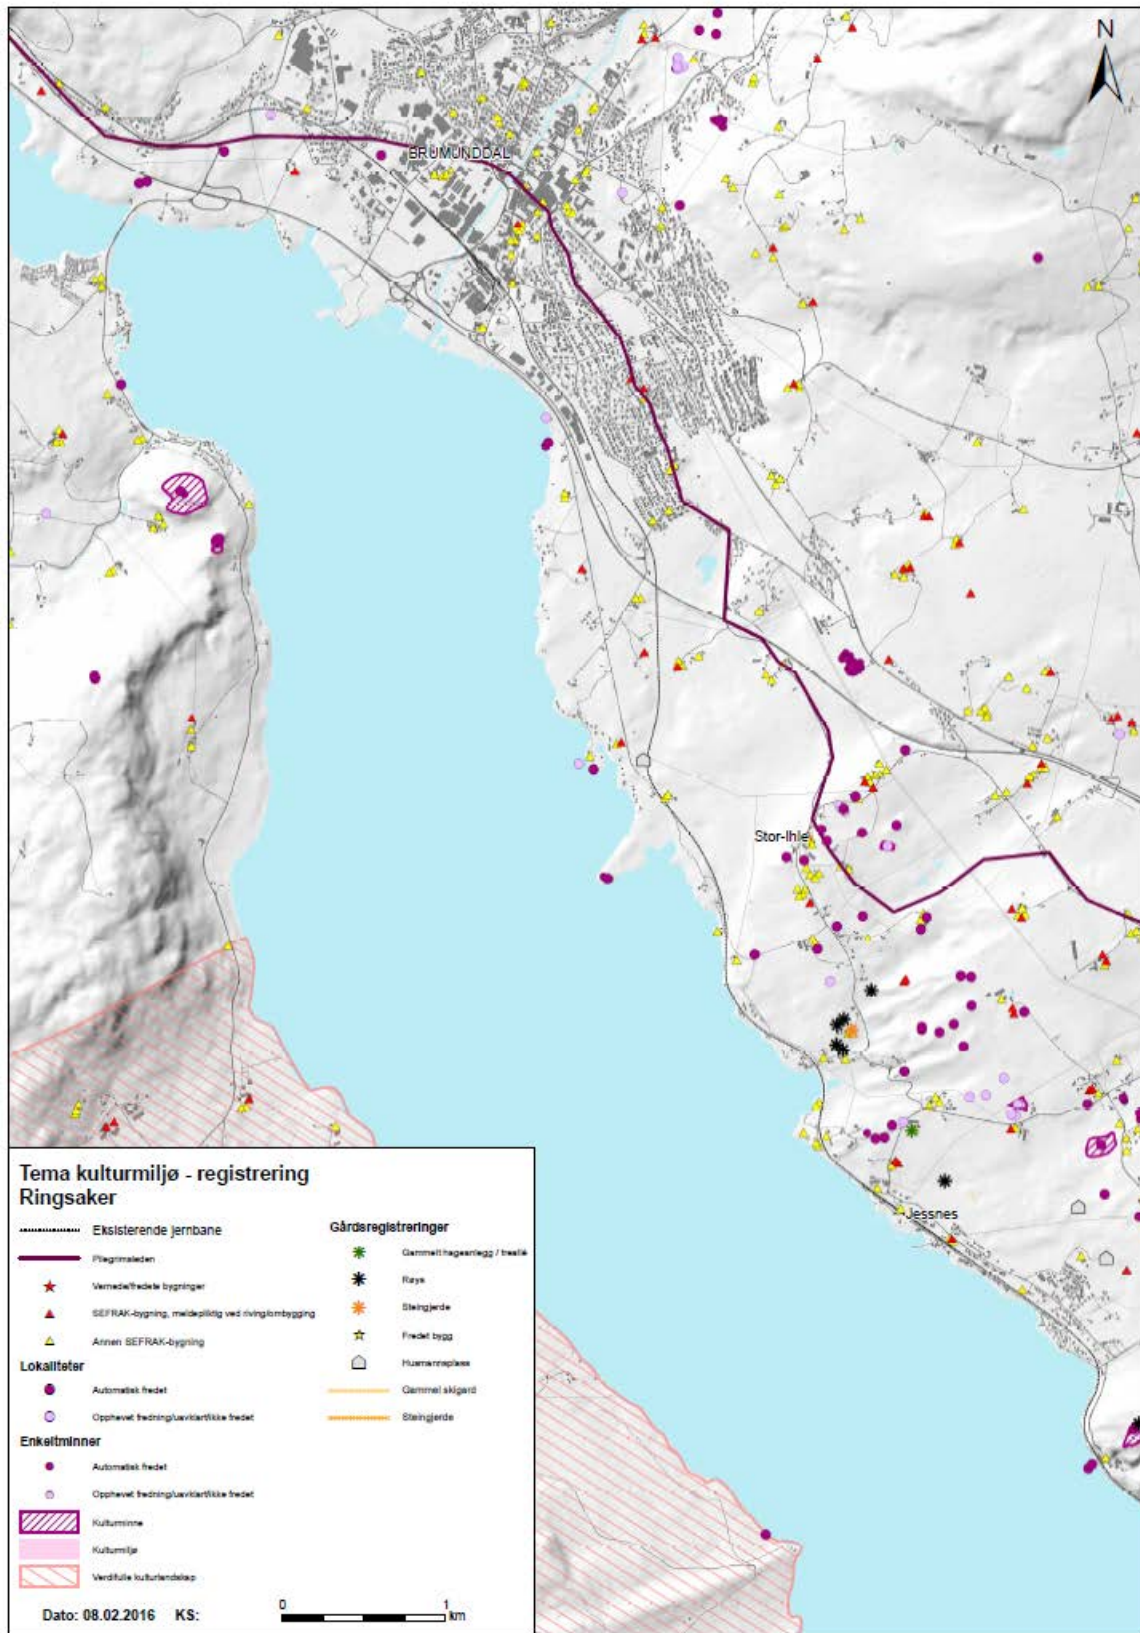 N
BRUMUNDDAL
Stor-Ihle
Jessnes
Tema kulturmiljø - registrering
Ringsaker
Eksisterende jernbane
Pilegrimsleden
Vernede/fredete bygninger
SEFRAK-bygning, meldepliktig ved riving/ombygging
Annen SEFRAK-bygning
Lokaliteter
Automatisk fredet
Opphevet fredning/uavklart/ikke fredet
Enkeltminner
Automatisk fredet
Opphevet fredning/uavklart/ikke fredet
Kulturminne
Kulturmiljø
Verdifulle kulturlandskap
Gårdsregistreringer
Gammelt hageanlegg / treallé
Røys
Steingjerde
Fredet bygg
Husmannsplass
Gammel skigard
Steingjerde
Dato: 08.02.2016 KS:
0 1
km